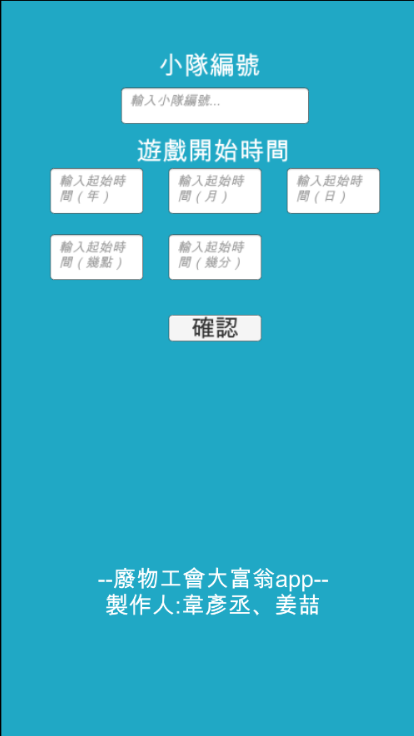 小隊編號
輸入小隊編號...
遊戲開始時間
輸入起始時
間（年）
輸入起始時
間（月）
輸入起始時
間（日）
輸入起始時
間（幾點）
輸入起始時
間（幾分）
確認
--廢物工會大富翁app--
製作人:韋彥丞、姜喆